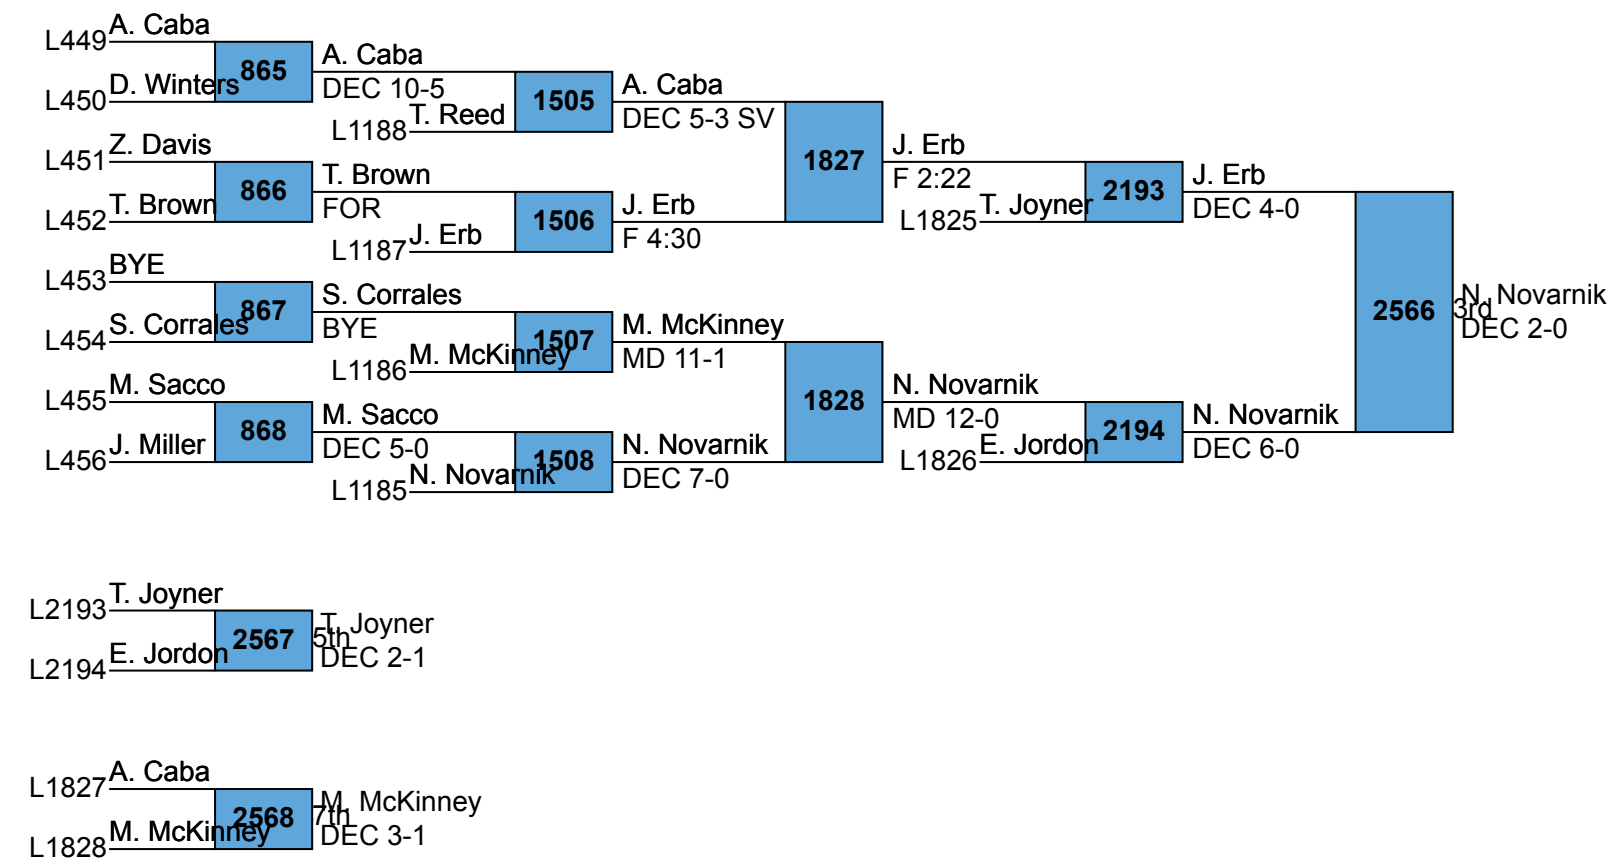 A. Caba
L449
865
A. Caba
D. Winters
L450
DEC 10-5
1505
A. Caba
T. Reed
L1188
DEC 5-3 SV
Z. Davis
L451
1827
J. Erb
866
T. Brown
F 2:22
2193
J. Erb
T. Brown
L452
FOR
1506
J. Erb
T. Joyner
L1825
DEC 4-0
J. Erb
L1187
F 4:30
BYE
L453
867
S. Corrales
2566
3rd
N. Novarnik
DEC 2-0
S. Corrales
L454
BYE
1507
M. McKinney
M. McKinney
L1186
MD 11-1
M. Sacco
L455
1828
N. Novarnik
868
M. Sacco
MD 12-0
2194
N. Novarnik
J. Miller
L456
DEC 5-0
1508
N. Novarnik
E. Jordon
L1826
DEC 6-0
N. Novarnik
L1185
DEC 7-0
T. Joyner
L2193
2567
5th
T. Joyner
DEC 2-1
E. Jordon
L2194
A. Caba
L1827
2568
7th
M. McKinney
DEC 3-1
M. McKinney
L1828